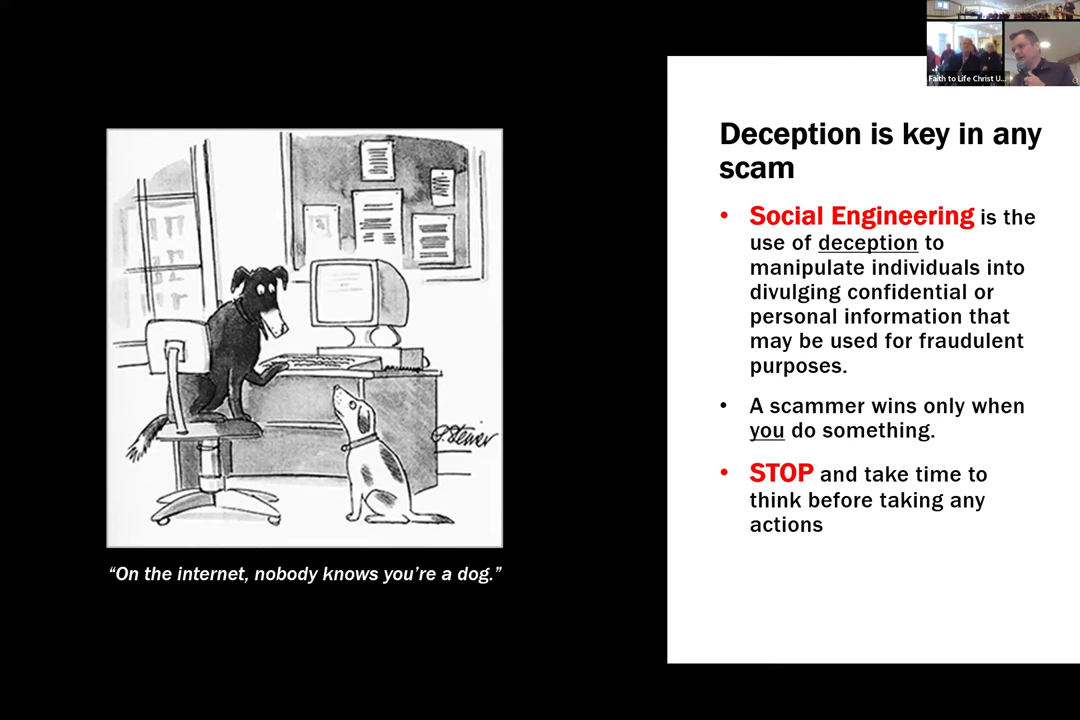 Faith to Life Christ U...
Deception is key in any
scam
• Social Engineering is the
use of deception to
manipulate individuals into
divulging confidential or
personal information that
may be used for fraudulent
purposes.
• A scammer wins only when
you do something.
• STOP and take time to
think before taking any
actions
P. Steiner
“On the internet, nobody knows you’re a dog.”